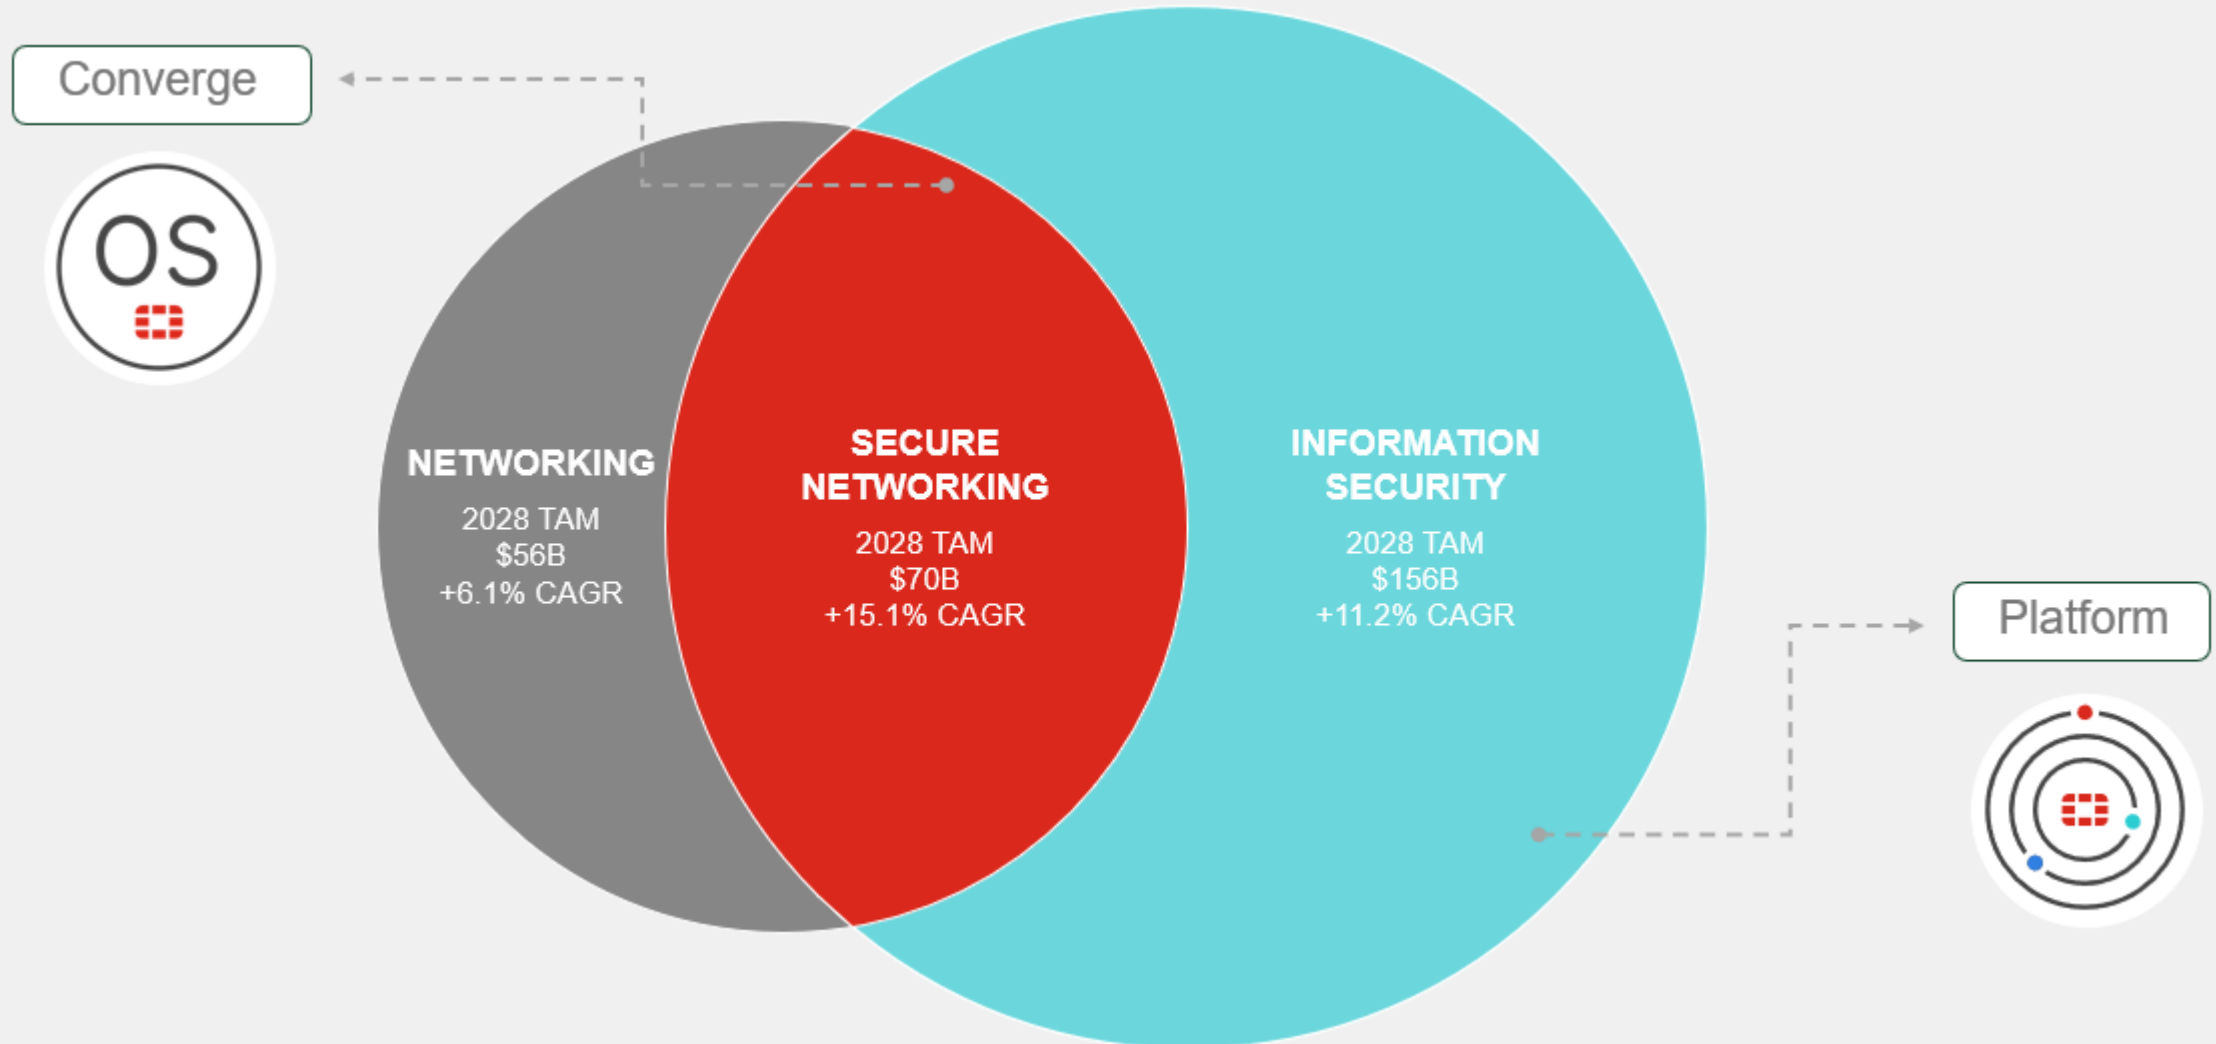 Converge
OS
NETWORKING
2028 TAM
$56B
+6.1% CAGR
SECURE
NETWORKING
2028 TAM
$70B
+15.1% CAGR
INFORMATION
SECURITY
2028 TAM
$156B
+11.2% CAGR
Platform